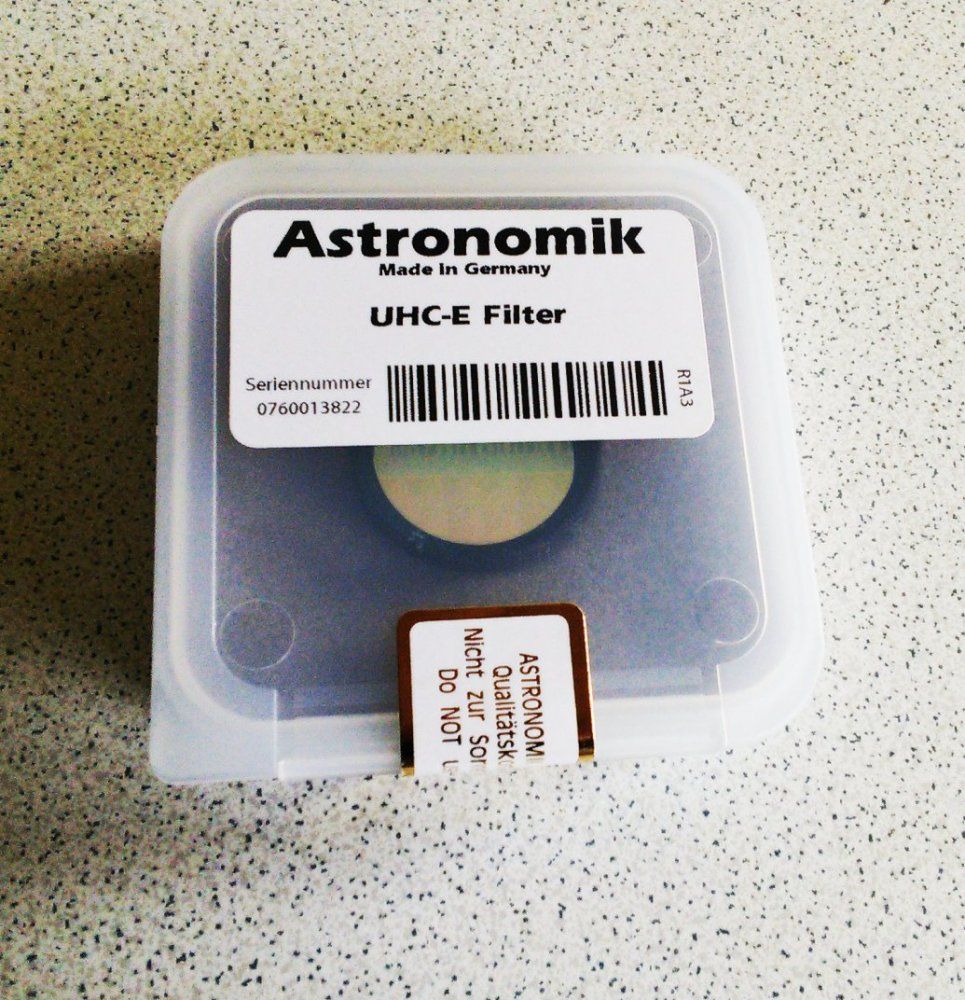 Astronomik
Made In Germany
UHC-E Filter
Seriennummer
0760013822
R1A3
ASTRONOMI
Qualitätsk
Nicht zur So
Do NOT